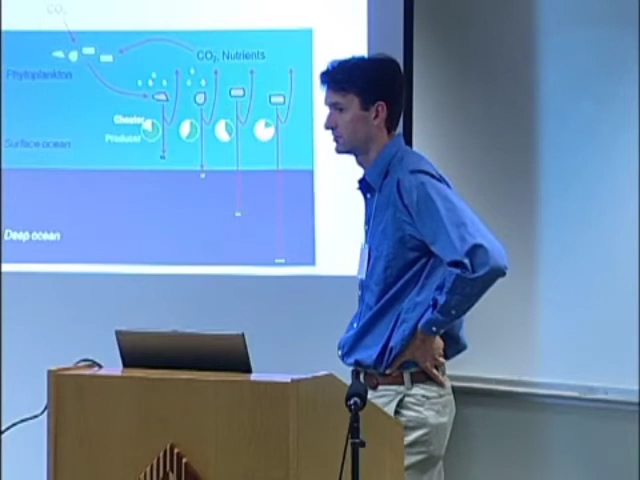 CO₂
CO₂, Nutrients
Phytoplankton
Cheater
Producer
Surface ocean
Deep ocean